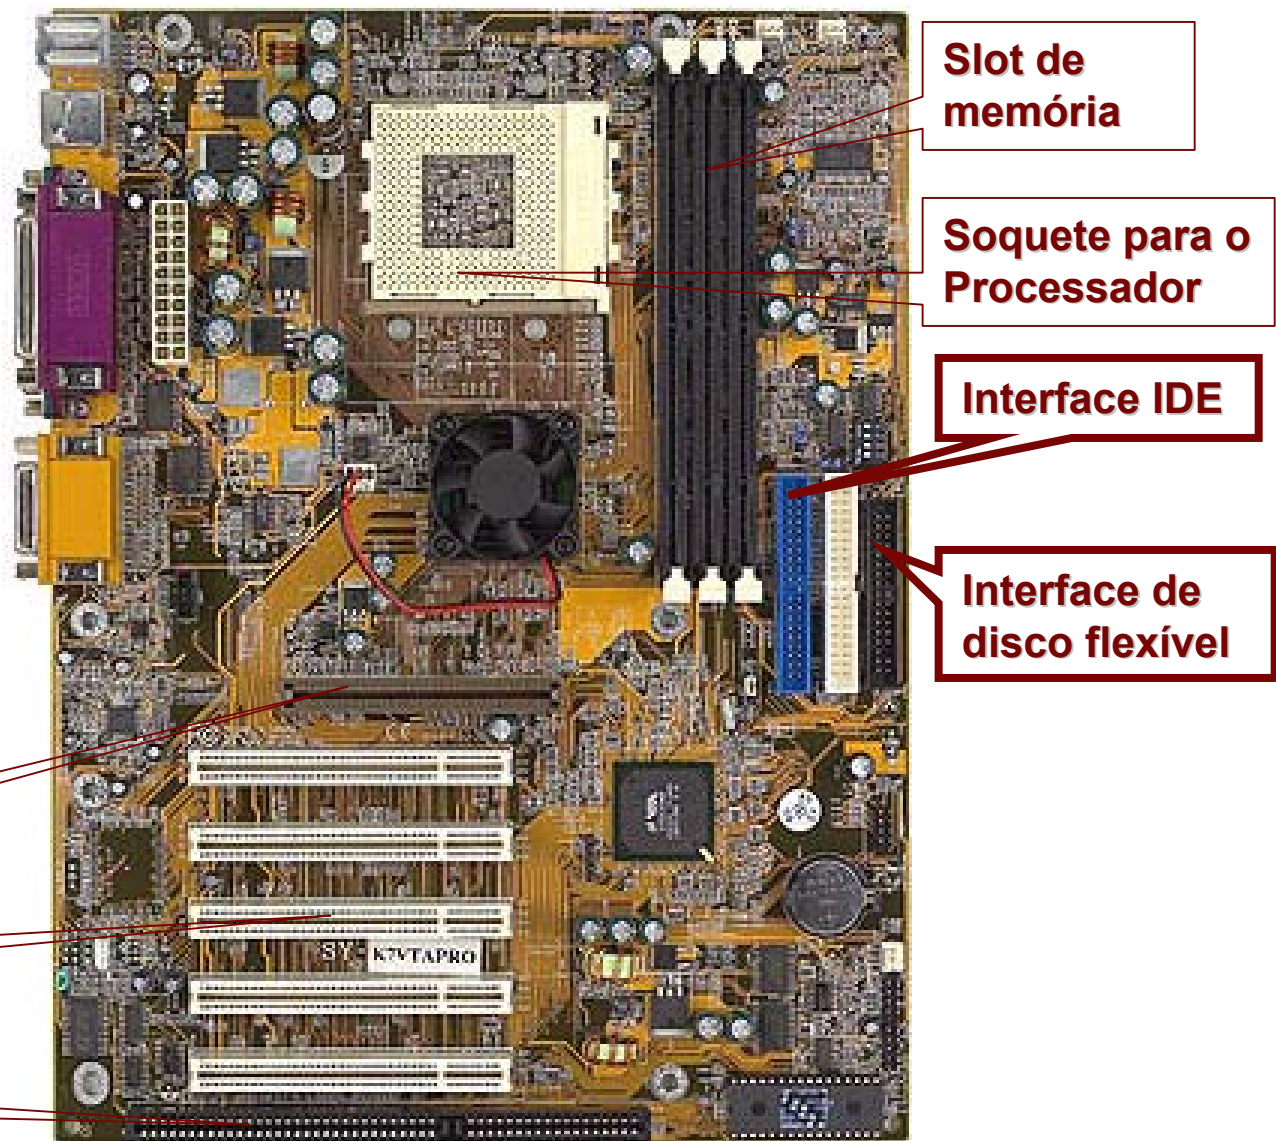 Slot de
memória
Soquete para o
Processador
Interface IDE
Interface de
disco flexível
SY - K7VTAPRO